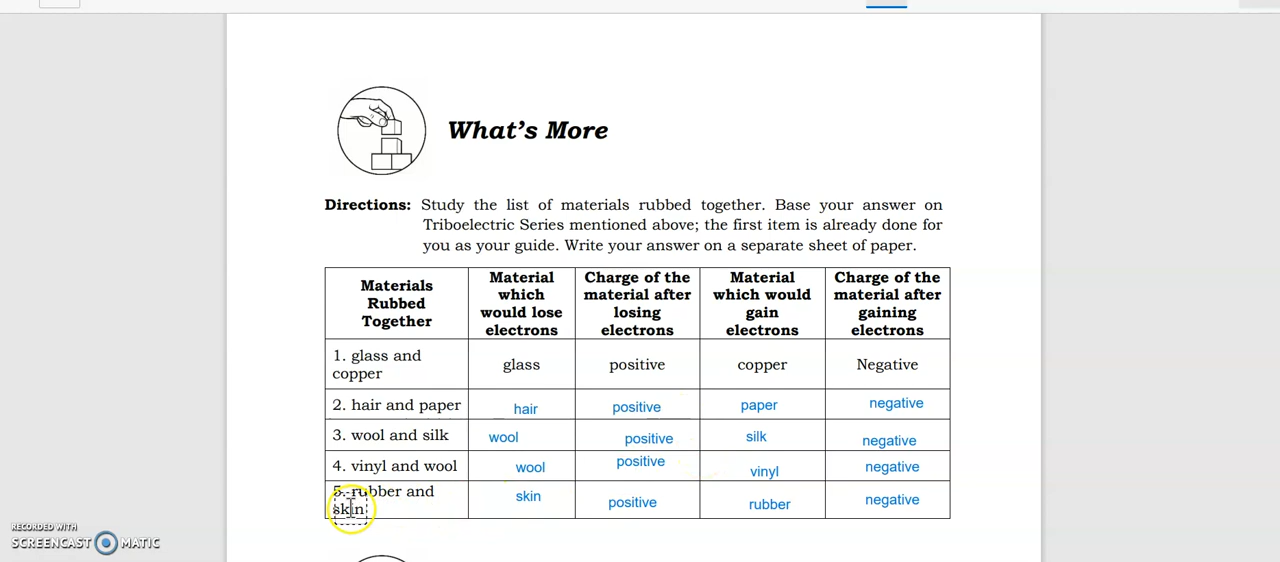 What's More
Directions: Study the list of materials rubbed together. Base your answer on
Triboelectric Series mentioned above; the first item is already done for
you as your guide. Write your answer on a separate sheet of paper.
Materials
Rubbed
Together
Material
which
would lose
electrons
Charge of the
material after
losing
electrons
Material
which would
gain
electrons
Charge of the
material after
gaining
electrons
1. glass and
copper
glass
positive
copper
Negative
2. hair and paper
hair
positive
paper
negative
3. wool and silk
wool
positive
silk
negative
4. vinyl and wool
wool
positive
vinyl
negative
5. rubber and
skin
skin
positive
rubber
negative
RECORDED WITH
SCREENCAST MATIC